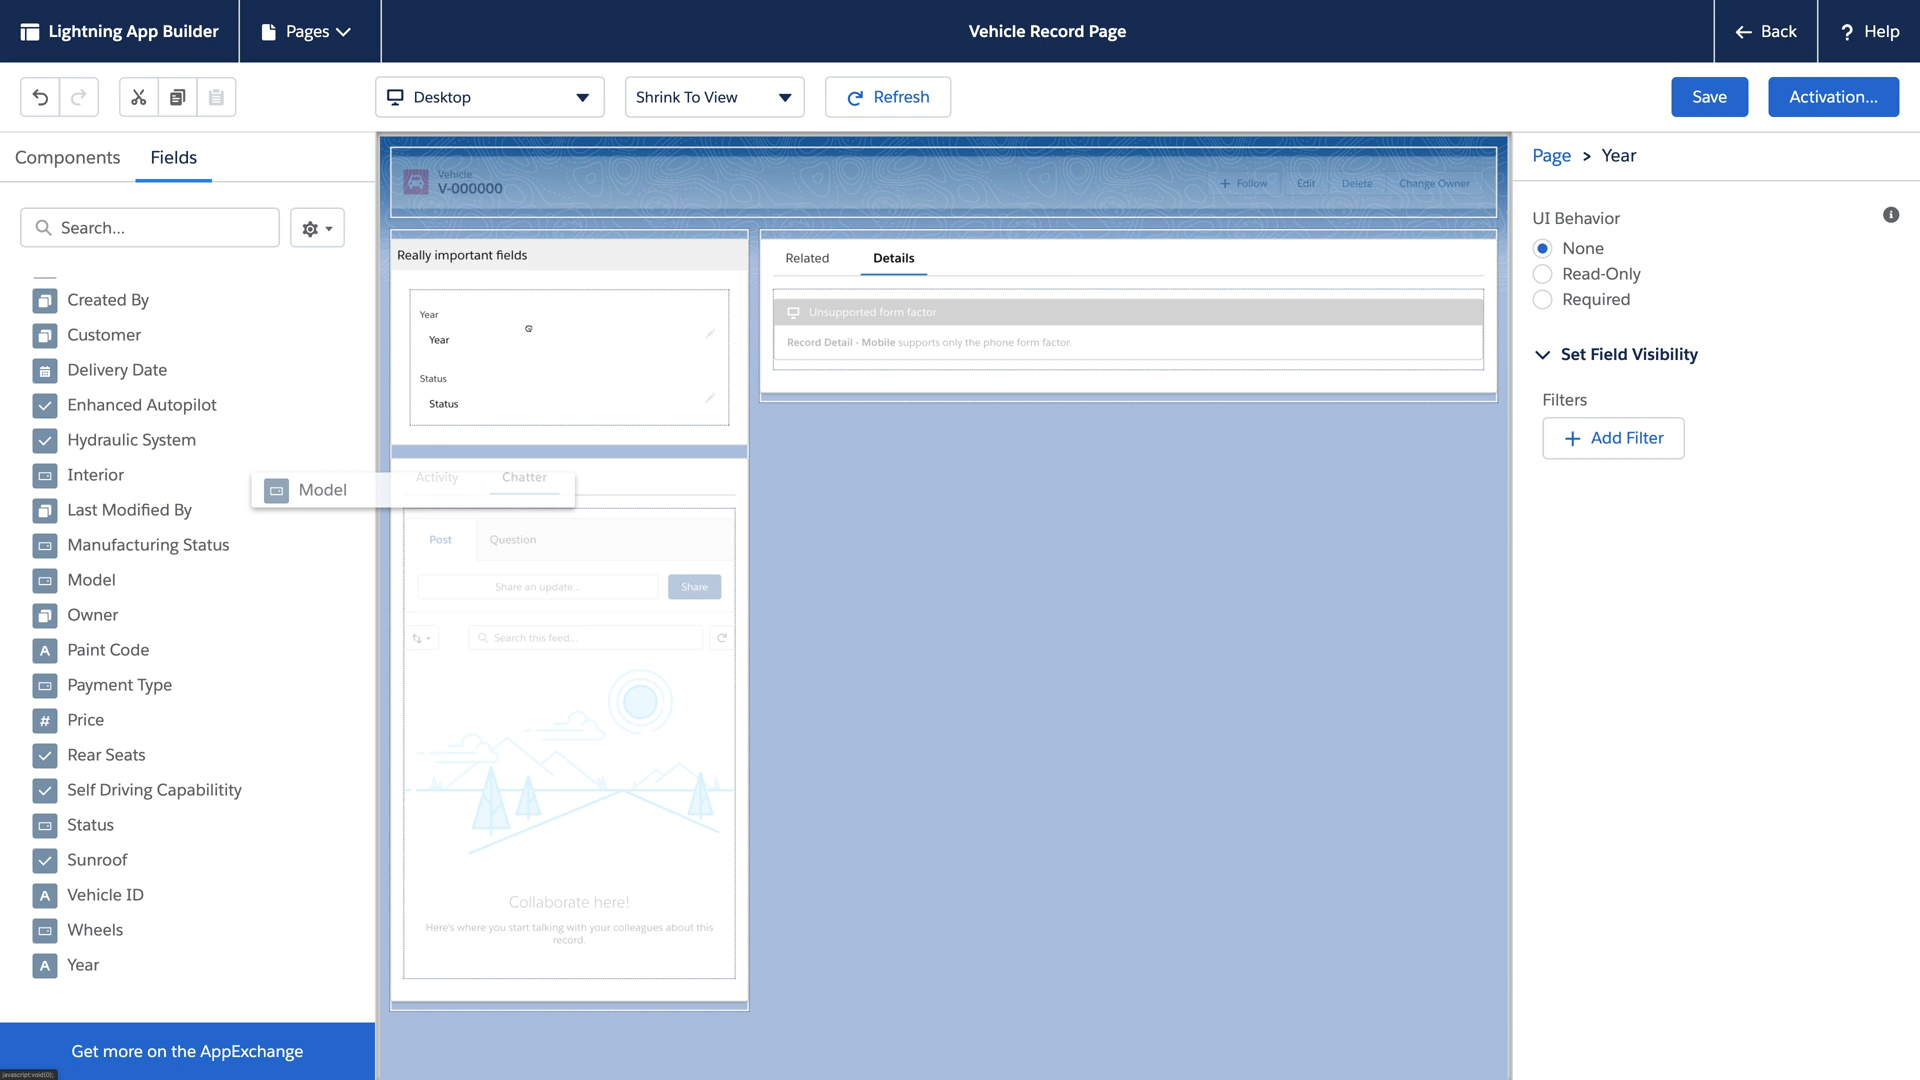 Lightning App Builder
Pages
Vehicle Record Page
Back
? Help
Desktop
Shrink To View
Refresh
Save
Activation...
Components
Fields
Search...
Created By
Customer
Delivery Date
Enhanced Autopilot
Hydraulic System
Interior
Last Modified By
Manufacturing Status
Model
Owner
A Paint Code
Payment Type
# Price
Rear Seats
Self Driving Capabilitity
Status
Sunroof
A Vehicle ID
Wheels
A Year
Get more on the AppExchange
javascript:void(0);
Model
Vehicle
V-000000
+ Follow
Edit
Delete
Change Owner
Really important fields
Year
Year
Status
Status
Activity
Chatter
Post
Question
Share an update...
Share
Search this feed...
Collaborate here!
Here's where you start talking with your colleagues about this
record.
Related
Details
Unsupported form factor
Record Detail - Mobile supports only the phone form factor.
Page > Year
UI Behavior
None
Read-Only
Required
Set Field Visibility
Filters
+ Add Filter